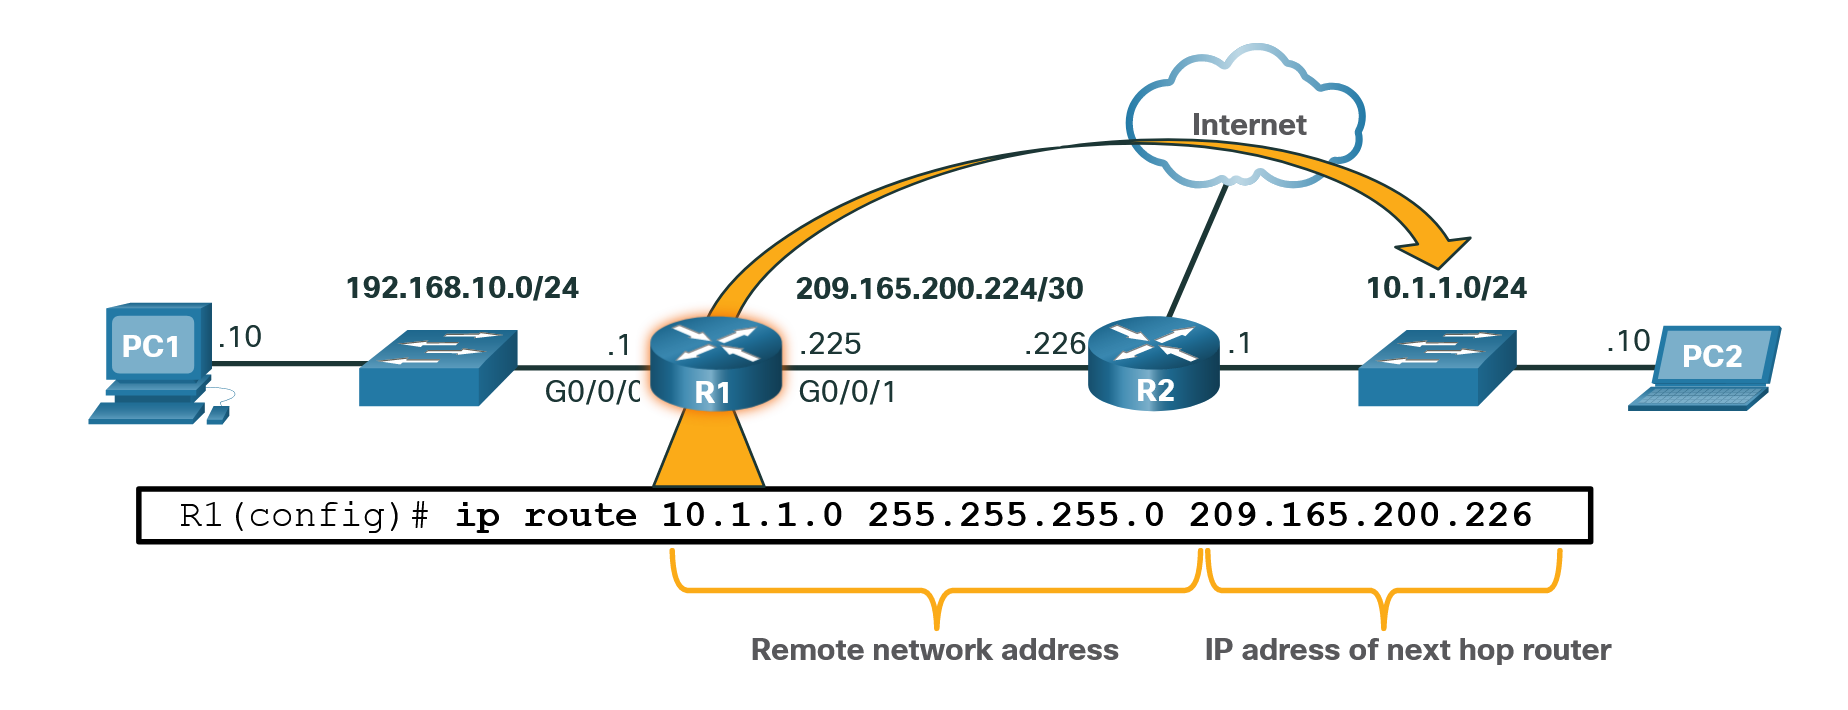 Internet
192.168.10.0/24
209.165.200.224/30
10.1.1.0/24
PC1
.10
.1
G0/0/0
R1
.225
G0/0/1
.226
R2
.1
.10
PC2
R1(config)# ip route 10.1.1.0 255.255.255.0 209.165.200.226
Remote network address
IP adress of next hop router